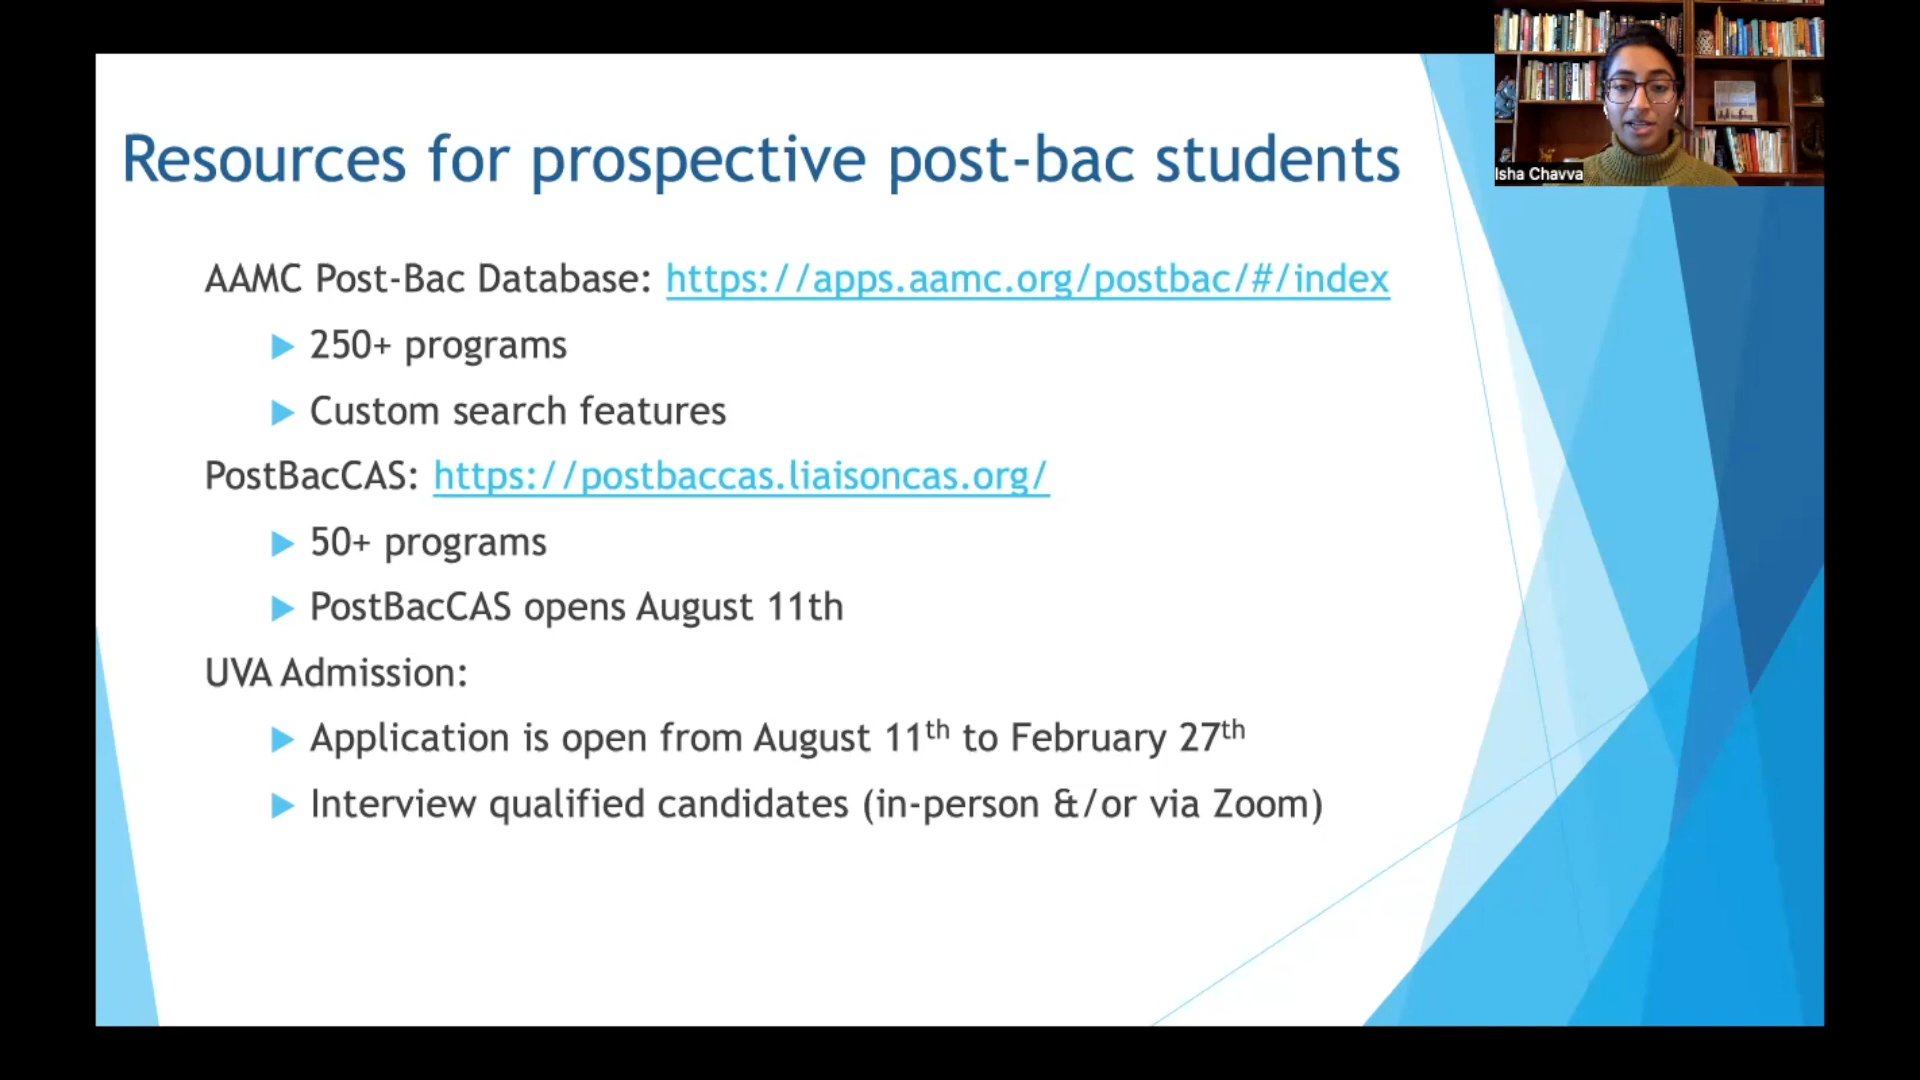 Resources for prospective post-bac students
AAMC Post-Bac Database: https://apps.aamc.org/postbac/#/index
250+ programs
Custom search features
PostBacCAS: https://postbaccas.liaisoncas.org/
50+ programs
PostBacCAS opens August 11th
UVA Admission:
Application is open from August 11th to February 27th
Interview qualified candidates (in-person &/or via Zoom)
Isha Chavva